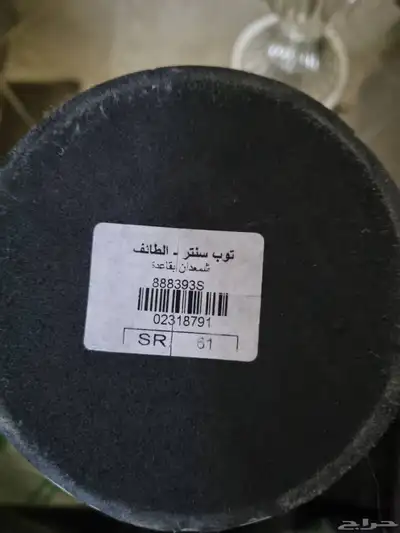 توب سنتر - الطائف
شمعدان بقاعدة
888393S
02318791
SR 61
حراج